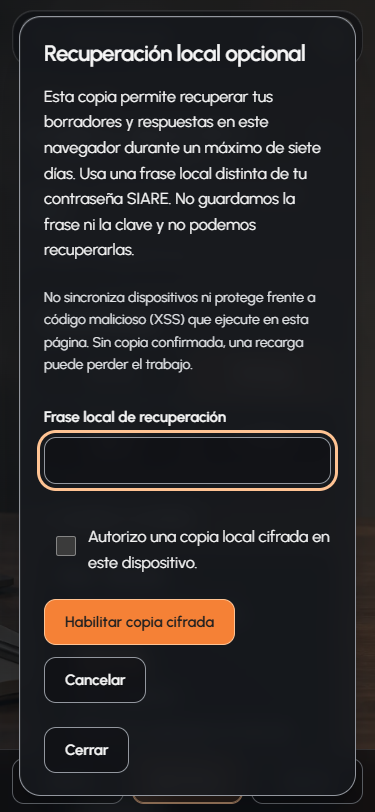 Recuperación local opcional
Esta copia permite recuperar tus
borradores y respuestas en este
navegador durante un máximo de siete
días. Usa una frase local distinta de tu
contraseña SIARE. No guardamos la
frase ni la clave y no podemos
recuperarlas.
No sincroniza dispositivos ni protege frente a
código malicioso (XSS) que ejecute en esta
página. Sin copia confirmada, una recarga
puede perder el trabajo.
Frase local de recuperación
Autorizo una copia local cifrada en
este dispositivo.
Habilitar copia cifrada
Cancelar
Cerrar